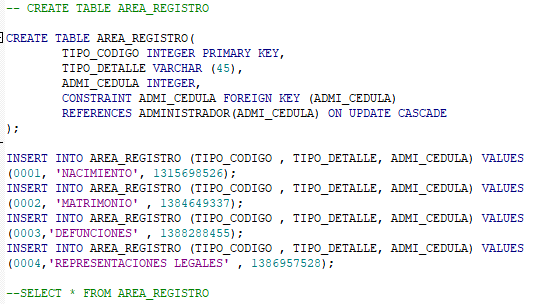 -- CREATE TABLE AREA_REGISTRO
CREATE TABLE AREA_REGISTRO(
TIPO_CODIGO INTEGER PRIMARY KEY,
TIPO_DETALLE VARCHAR (45),
ADMI_CEDULA INTEGER,
CONSTRAINT ADMI_CEDULA FOREIGN KEY (ADMI_CEDULA)
REFERENCES ADMINISTRADOR(ADMI_CEDULA) ON UPDATE CASCADE
);
INSERT INTO AREA_REGISTRO (TIPO_CODIGO , TIPO_DETALLE, ADMI_CEDULA) VALUES
(0001, 'NACIMIENTO', 1315698526);
INSERT INTO AREA_REGISTRO (TIPO_CODIGO , TIPO_DETALLE, ADMI_CEDULA) VALUES
(0002, 'MATRIMONIO' , 1384649337);
INSERT INTO AREA_REGISTRO (TIPO_CODIGO , TIPO_DETALLE, ADMI_CEDULA) VALUES
(0003,'DEFUNCIONES' , 1388288455);
INSERT INTO AREA_REGISTRO (TIPO_CODIGO , TIPO_DETALLE, ADMI_CEDULA) VALUES
(0004,'REPRESENTACIONES LEGALES' , 1386957528);
--SELECT * FROM AREA_REGISTRO